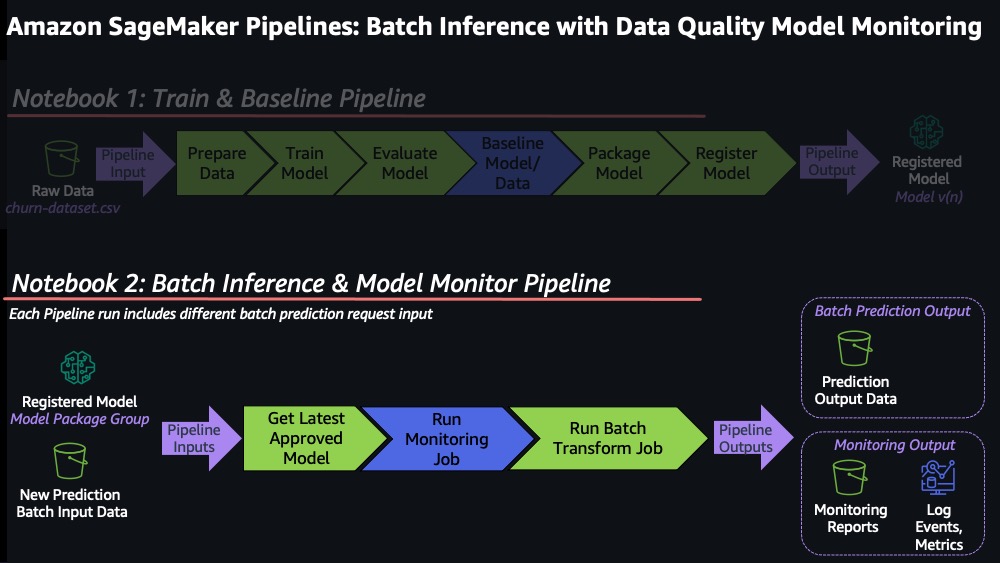 Amazon SageMaker Pipelines: Batch Inference with Data Quality Model Monitoring
Notebook 1: Train & Baseline Pipeline
Raw Data
churn-dataset.csv
Pipeline
Input
Prepare
Data
Train
Model
Evaluate
Model
Baseline
Model/
Data
Package
Model
Register
Model
Pipeline
Output
Registered
Model
Model v(n)
Notebook 2: Batch Inference & Model Monitor Pipeline
Each Pipeline run includes different batch prediction request input
Registered Model
Model Package Group
New Prediction
Batch Input Data
Pipeline
Inputs
Get Latest
Approved
Model
Run
Monitoring
Job
Run Batch
Transform Job
Pipeline
Outputs
Batch Prediction Output
Prediction
Output Data
Monitoring Output
Monitoring
Reports
Log
Events,
Metrics